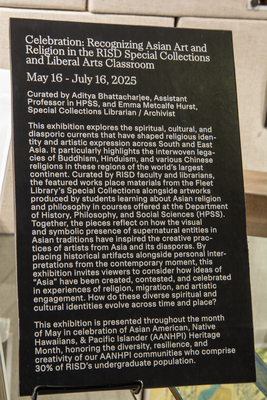 Celebration: Recognizing Asian Art and
Religion in the RISD Special Collections
and Liberal Arts Classroom
May 16 - July 16, 2025
Curated by Aditya Bhattacharjee, Assistant
Professor in HPSS, and Emma Metcalfe Hurst,
Special Collections Librarian / Archivist
This exhibition explores the spiritual, cultural, and
diasporic currents that have shaped religious iden-
tity and artistic expression across South and East
Asia. It particularly highlights the interwoven lega-
cies of Buddhism, Hinduism, and various Chinese
religions in these regions of the world's largest
continent. Curated by RISD faculty and librarians,
the featured works place materials from the Fleet
Library's Special Collections alongside artworks
produced by students learning about Asian religion
and philosophy in courses offered at the Department
of History, Philosophy, and Social Sciences (HPSS).
Together, the pieces reflect on how the visual
and symbolic presence of supernatural entities in
Asian traditions have inspired the creative prac-
tices of artists from Asia and its diasporas. By
placing historical artifacts alongside personal inter-
pretations from the contemporary moment, this
exhibition invites viewers to consider how ideas of
"Asia" have been created, contested, and celebrated
in experiences of religion, migration, and artistic
engagement. How do these diverse spiritual and
cultural identities evolve across time and place?
This exhibition is presented throughout the month
of May in celebration of Asian American, Native
Hawaiians, & Pacific Islander (AANHPI) Heritage
Month, honoring the diversity, resilience, and
creativity of our AANHPI communities who comprise
30% of RISD's undergraduate population.